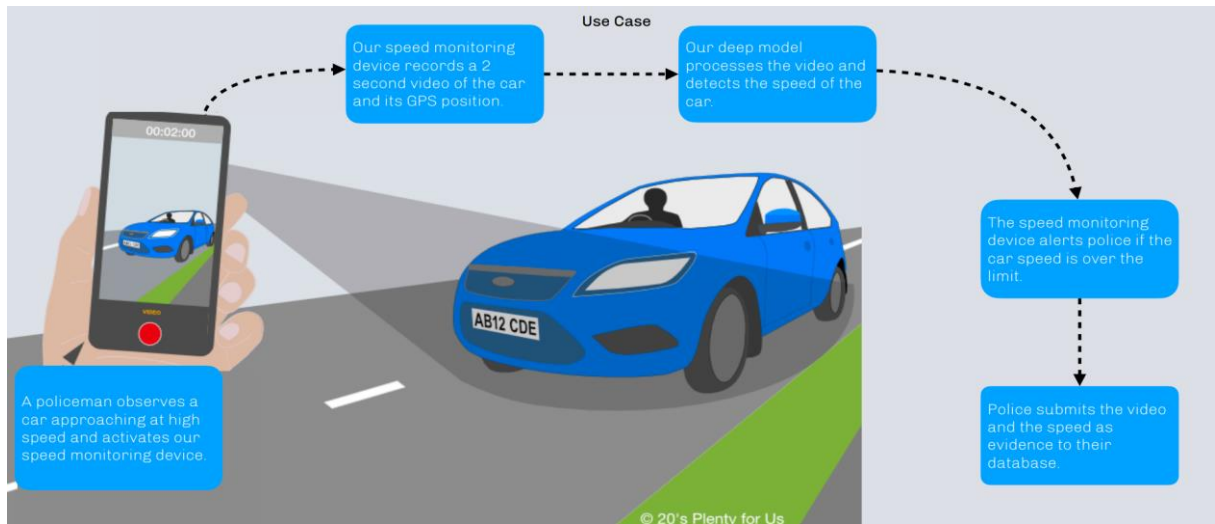 Use Case
Our speed monitoring
device records a 2
second video of the car
and its GPS position.
Our deep model
processes the video and
detects the speed of the
car.
00:02:00
VIDEO
AB12 CDE
The speed monitoring
device alerts police if the
car speed is over the
limit.
A policeman observes a
car approaching at high
speed and activates our
speed monitoring device.
Police submits the video
and the speed as
evidence to their
database.
© 20's Plenty for Us